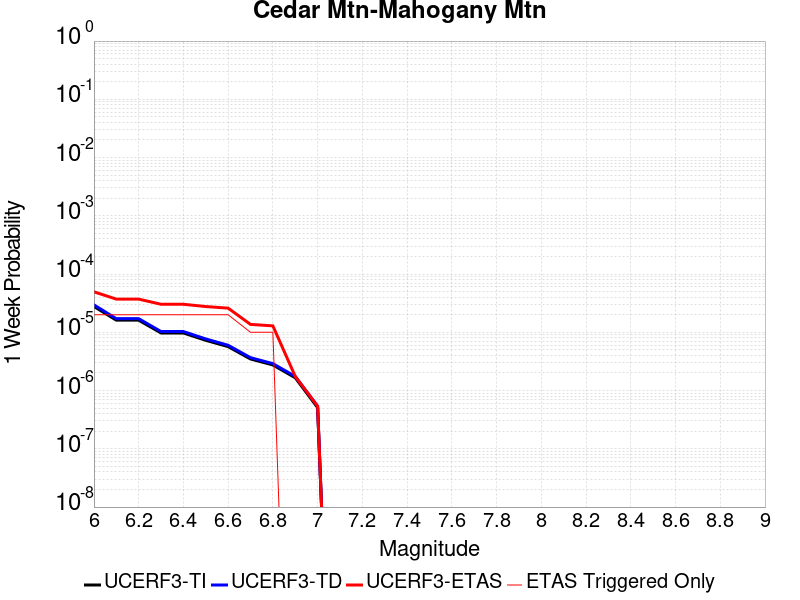 Cedar Mtn-Mahogany Mtn
10^0
10^-1
10^-2
10^-3
10^-4
10^-5
10^-6
10^-7
10^-8
1 Week Probability
6 6.2 6.4 6.6 6.8 7 7.2 7.4 7.6 7.8 8 8.2 8.4 8.6 8.8 9
Magnitude
UCERF3-TI UCERF3-TD UCERF3-ETAS ETAS Triggered Only